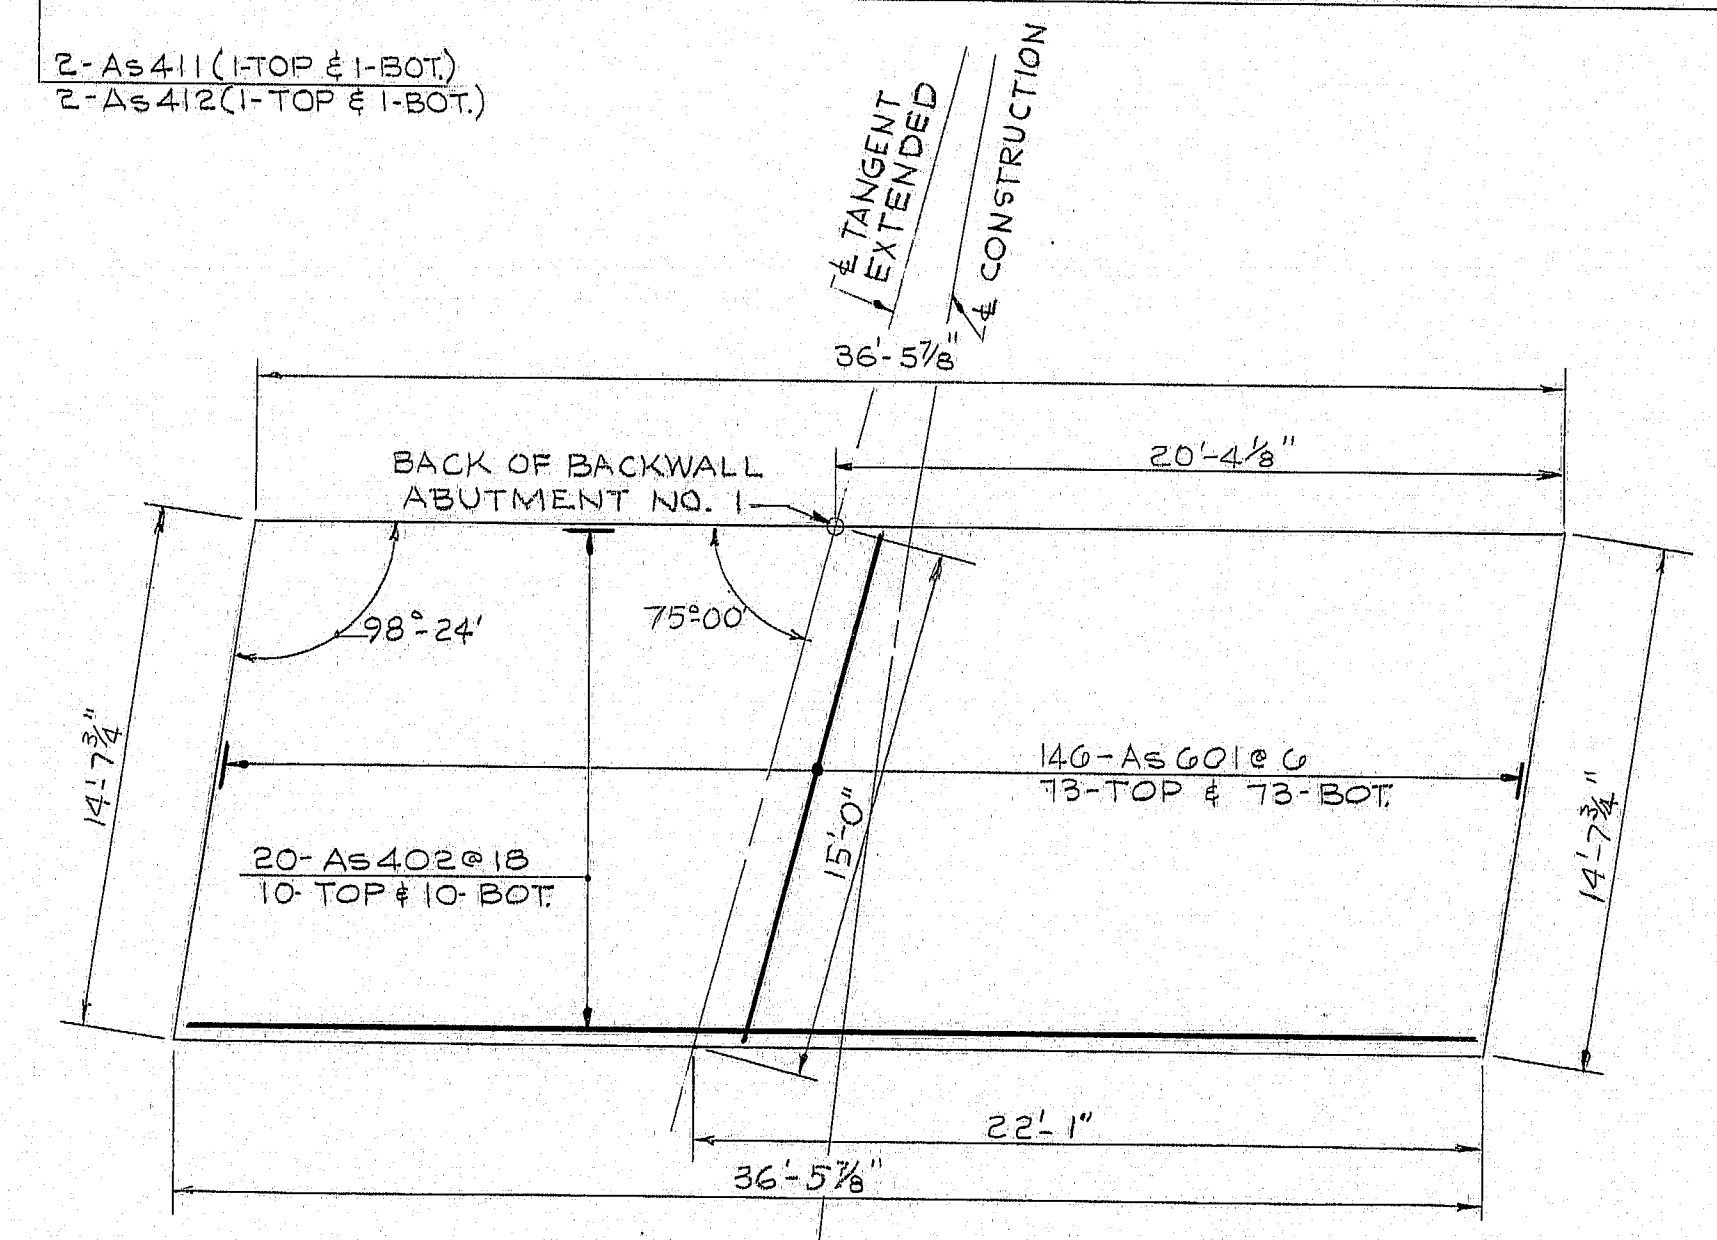 2-As411(1-TOP & 1-BOT.)
2-As412(1-TOP & 1-BOT.)
℄ TANGENT
EXTENDED
℄ CONSTRUCTION
36'-5⅞"
20'-4⅛"
BACK OF BACKWALL
ABUTMENT NO. 1
98°-24'
75°00'
14'-7¾"
146-As601@6
73-TOP & 73-BOT.
15'-0"
14'-7¾"
20-As402@18
10-TOP & 10-BOT.
22'-1"
36'-5⅞"